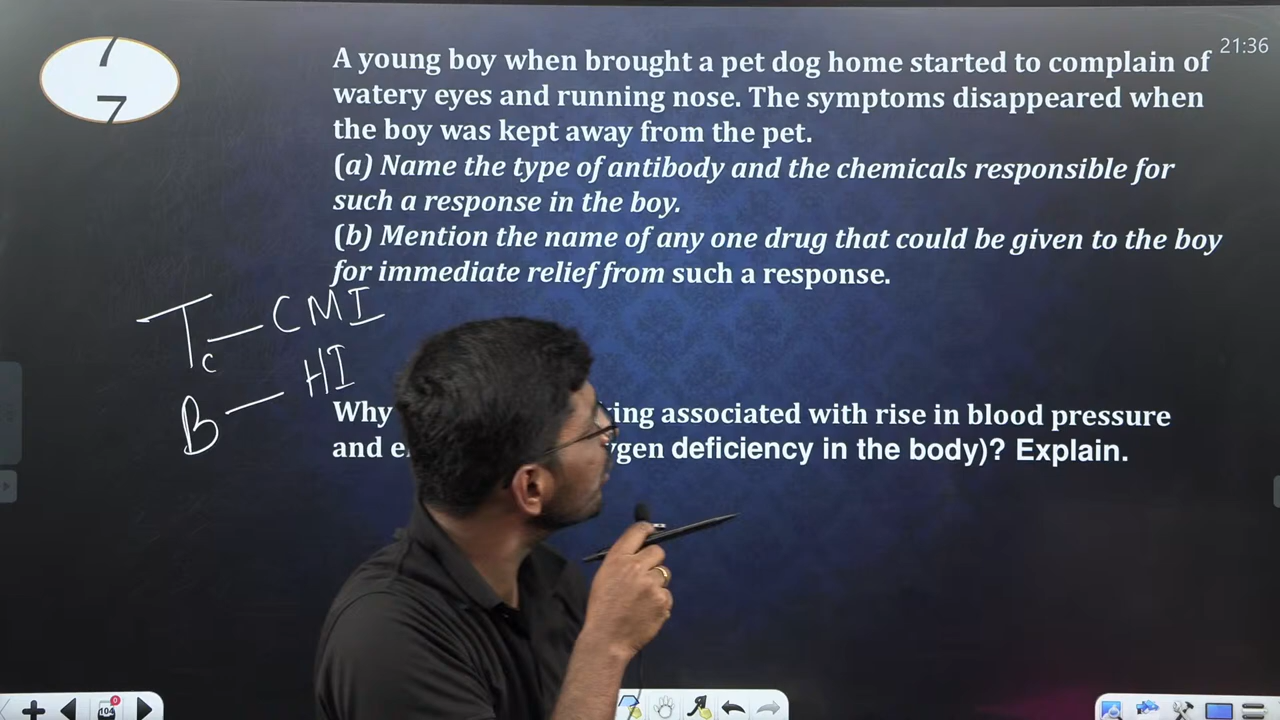 7
7
21:36
A young boy when brought a pet dog home started to complain of
watery eyes and running nose. The symptoms disappeared when
the boy was kept away from the pet.
(a) Name the type of antibody and the chemicals responsible for
such a response in the boy.
(b) Mention the name of any one drug that could be given to the boy
for immediate relief from such a response.
Tc — CMI
B — HI
Why associated with rise in blood pressure
and deficiency in the body)? Explain.
104